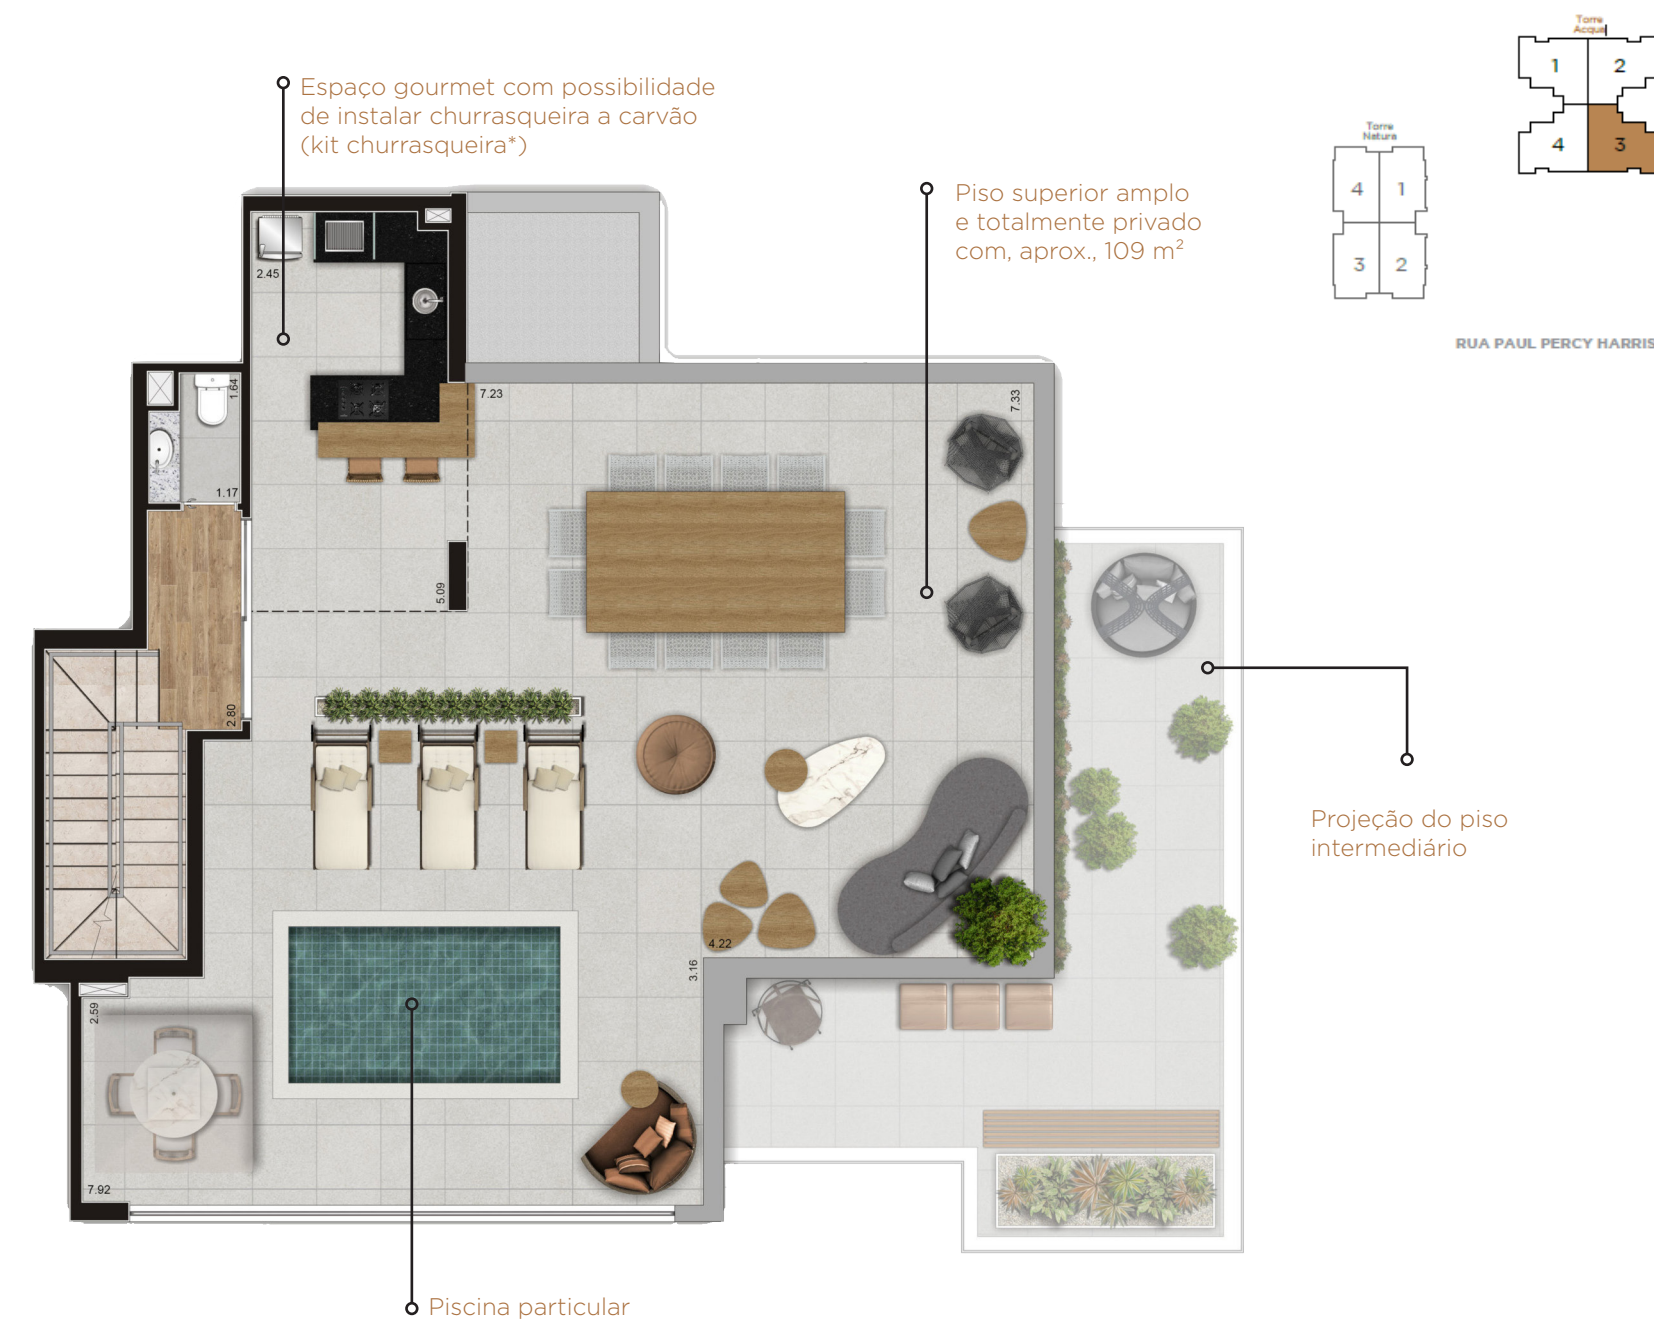 Torre
Acqua
1
2
4
3
Torre
Natura
4
1
3
2
RUA PAUL PERCY HARRIS
Espaço gourmet com possibilidade
de instalar churrasqueira a carvão
(kit churrasqueira*)
Piso superior amplo
e totalmente privado
com, aprox., 109 m²
2.45
1.64
7.23
7.33
1.17
5.09
2.80
Projeção do piso
intermediário
4.22
3.16
2.59
7.92
Piscina particular